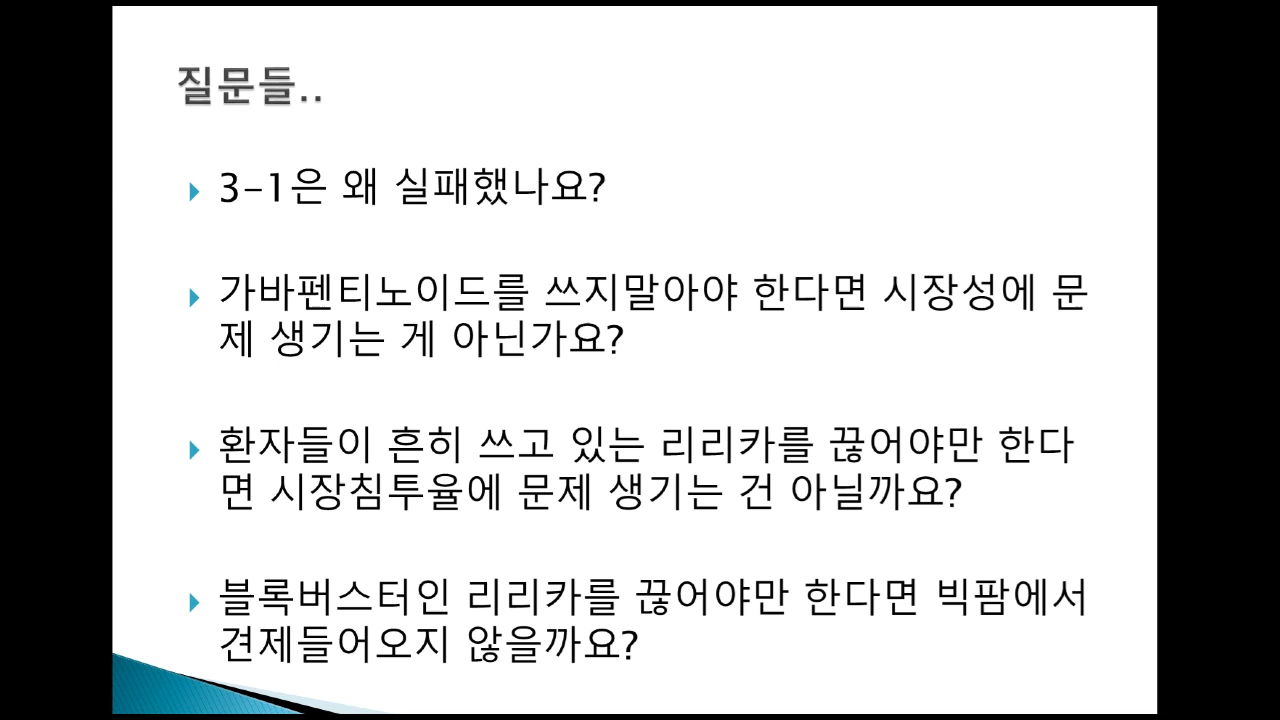 질문들..
3-1은 왜 실패했나요?
가바펜티노이드를 쓰지말아야 한다면 시장성에 문
제 생기는 게 아닌가요?
환자들이 흔히 쓰고 있는 리리카를 끊어야만 한다
면 시장침투율에 문제 생기는 건 아닐까요?
블록버스터인 리리카를 끊어야만 한다면 빅팜에서
견제들어오지 않을까요?